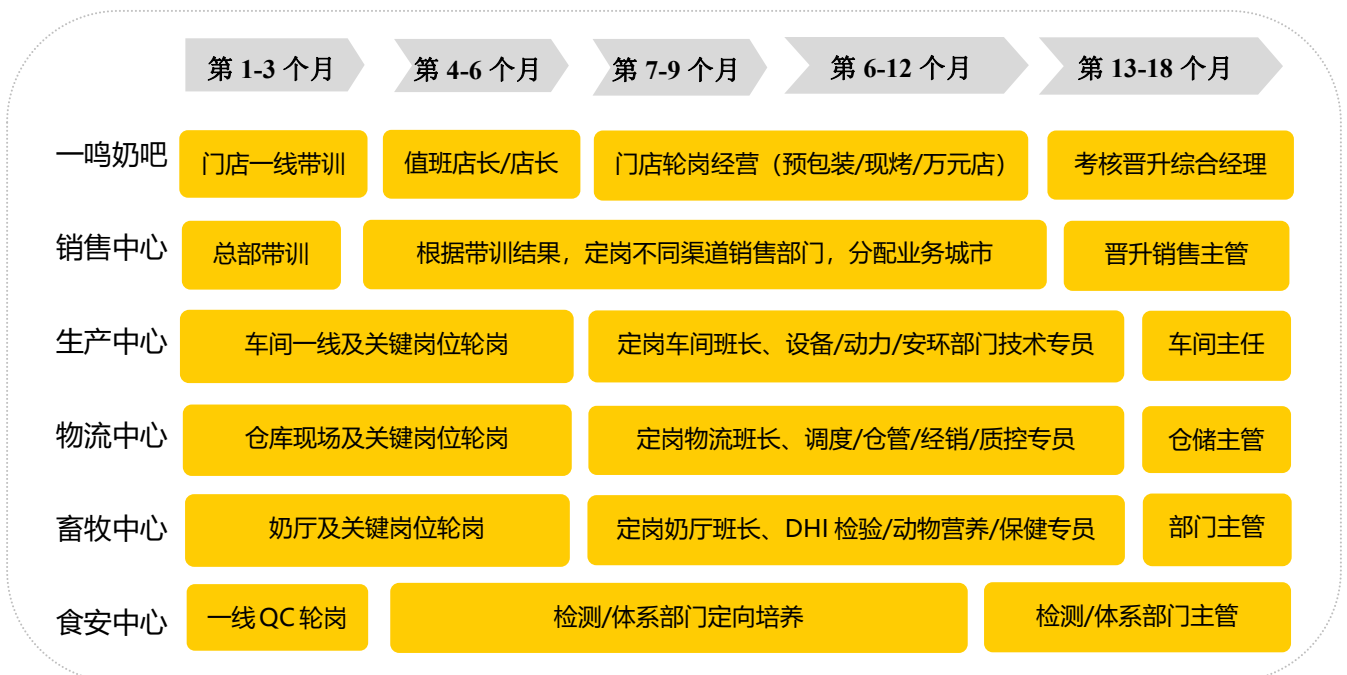 第 1-3 个月 第 4-6 个月 第 7-9 个月 第 6-12 个月 第 13-18 个月
一鸣奶吧 门店一线带训 值班店长/店长 门店轮岗经营（预包装/现烤/万元店） 考核晋升综合经理
销售中心 总部带训 根据带训结果，定岗不同渠道销售部门，分配业务城市 晋升销售主管
生产中心 车间一线及关键岗位轮岗 定岗车间班长、设备/动力/安环部门技术专员 车间主任
物流中心 仓库现场及关键岗位轮岗 定岗物流班长、调度/仓管/经销/质控专员 仓储主管
畜牧中心 奶厅及关键岗位轮岗 定岗奶厅班长、DHI 检验/动物营养/保健专员 部门主管
食安中心 一线 QC 轮岗 检测/体系部门定向培养 检测/体系部门主管